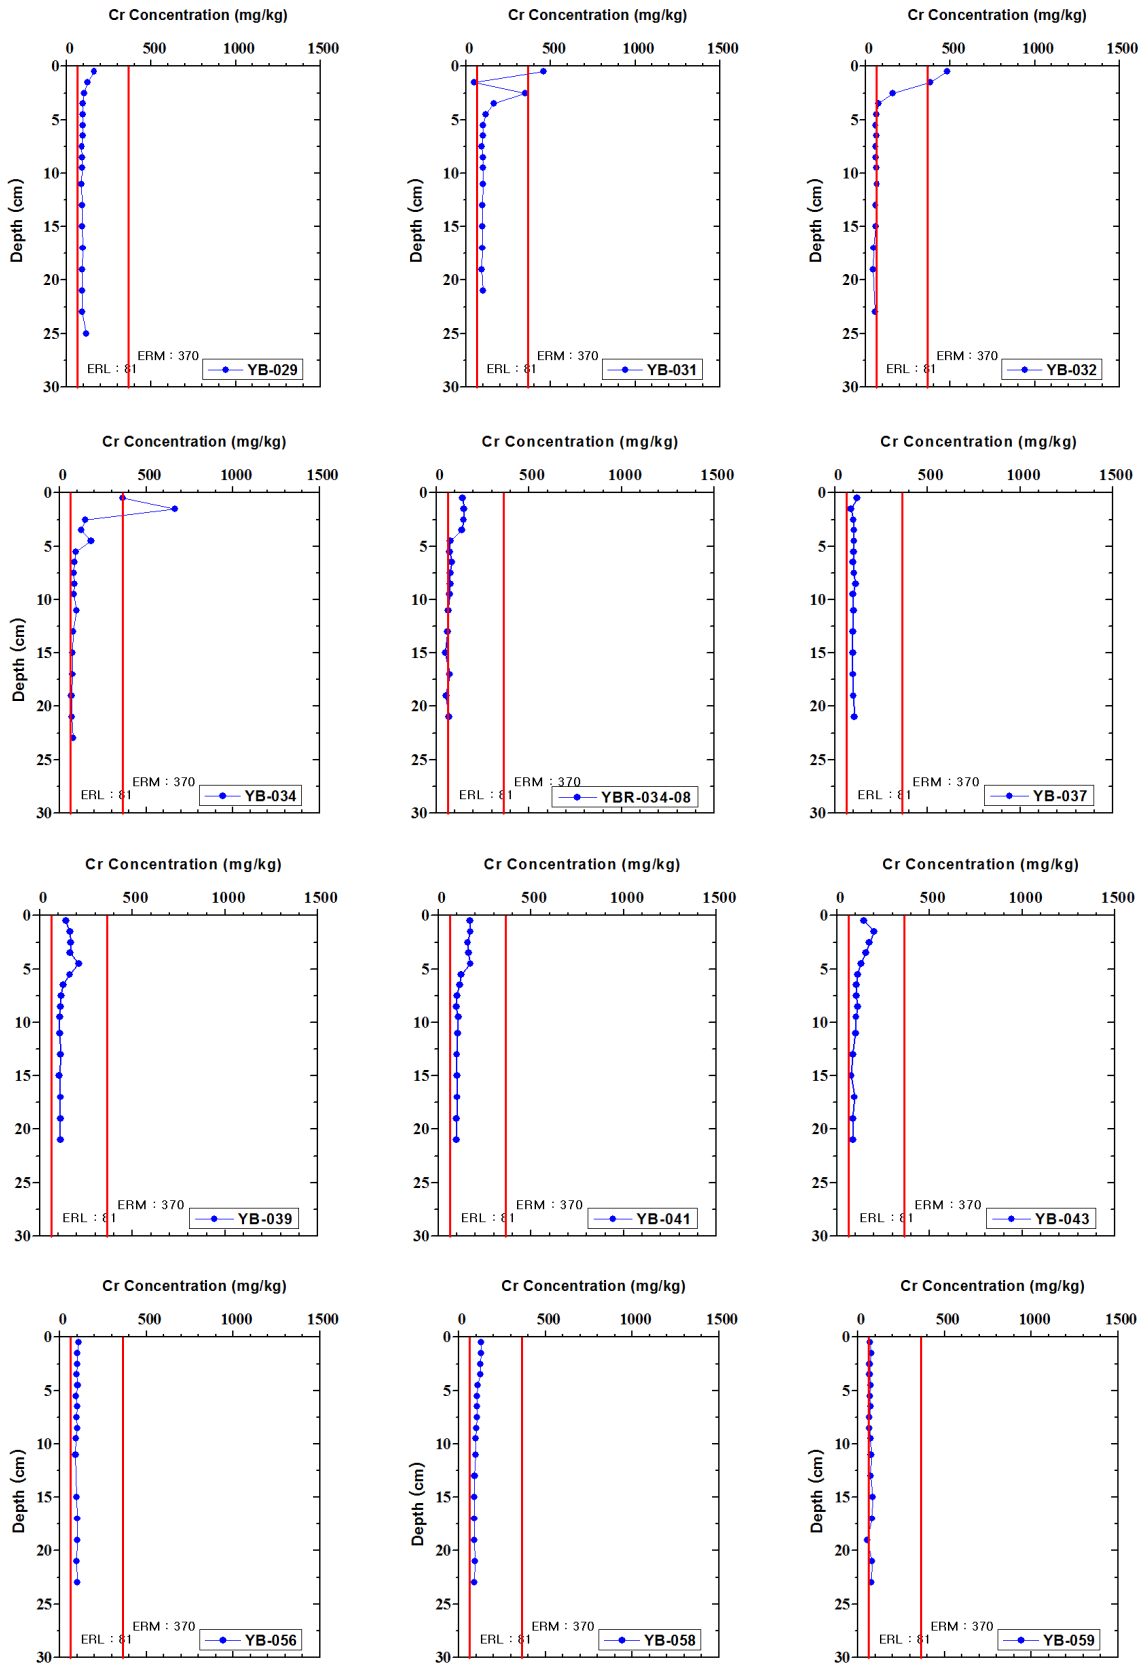 Cr Concentration (mg/kg) Cr Concentration (mg/kg) Cr Concentration (mg/kg)
0 500 1000 1500 0 500 1000 1500 0 500 1000 1500
0 0 0
5 5 5
10 10 10
15 15 15
20 20 20
25 25 25
30 30 30
Depth (cm) Depth (cm) Depth (cm)
ERM : 370 ERM : 370 ERM : 370
ERL : 81 YB-029 ERL : 81 YB-031 ERL : 81 YB-032
Cr Concentration (mg/kg) Cr Concentration (mg/kg) Cr Concentration (mg/kg)
0 500 1000 1500 0 500 1000 1500 0 500 1000 1500
0 0 0
5 5 5
10 10 10
15 15 15
20 20 20
25 25 25
30 30 30
Depth (cm)
ERM : 370 ERM : 370 ERM : 370
ERL : 81 YB-034 ERL : 81 YBR-034-08 ERL : 81 YB-037
Cr Concentration (mg/kg) Cr Concentration (mg/kg) Cr Concentration (mg/kg)
0 500 1000 1500 0 500 1000 1500 0 500 1000 1500
0 0 0
5 5 5
10 10 10
15 15 15
20 20 20
25 25 25
30 30 30
ERM : 370 ERM : 370 ERM : 370
ERL : 81 YB-039 ERL : 81 YB-041 ERL : 81 YB-043
Cr Concentration (mg/kg) Cr Concentration (mg/kg) Cr Concentration (mg/kg)
0 500 1000 1500 0 500 1000 1500 0 500 1000 1500
0 0 0
5 5 5
10 10 10
15 15 15
20 20 20
25 25 25
30 30 30
Depth (cm) Depth (cm) Depth (cm)
ERM : 370 ERM : 370 ERM : 370
ERL : 81 YB-056 ERL : 81 YB-058 ERL : 81 YB-059